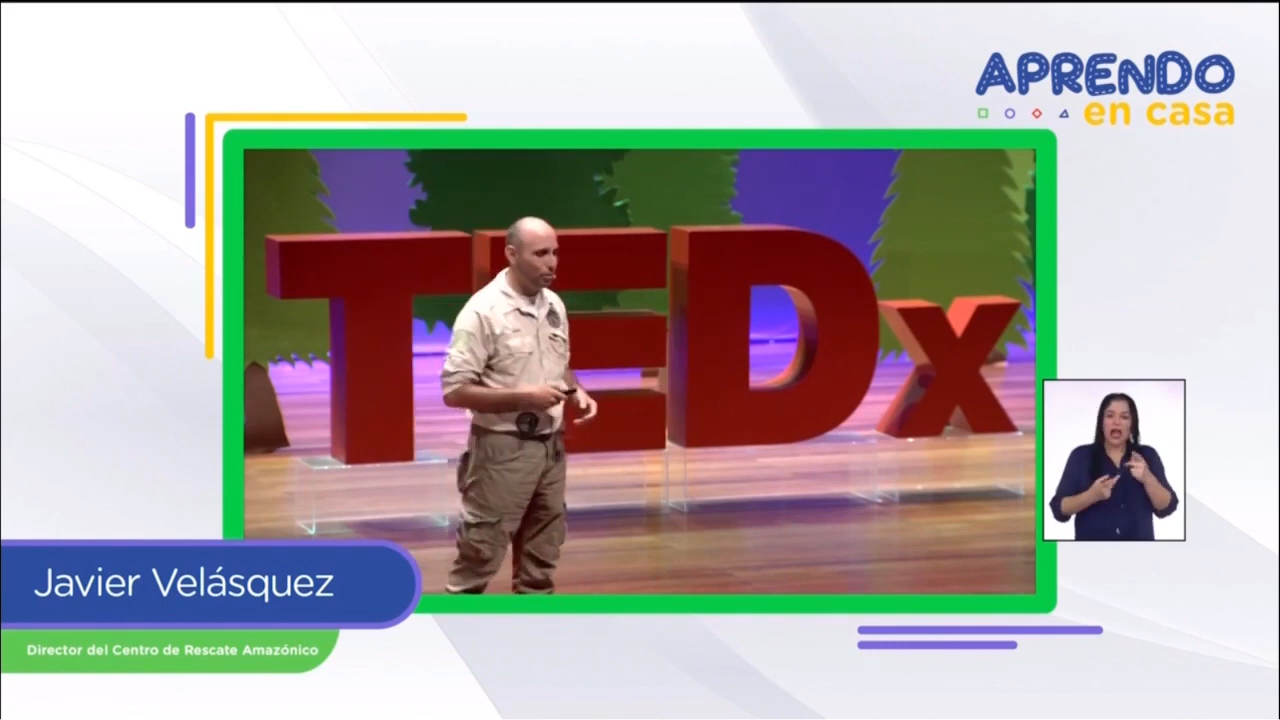 APRENDO
en casa
TEDx
Javier Velásquez
Director del Centro de Rescate Amazónico